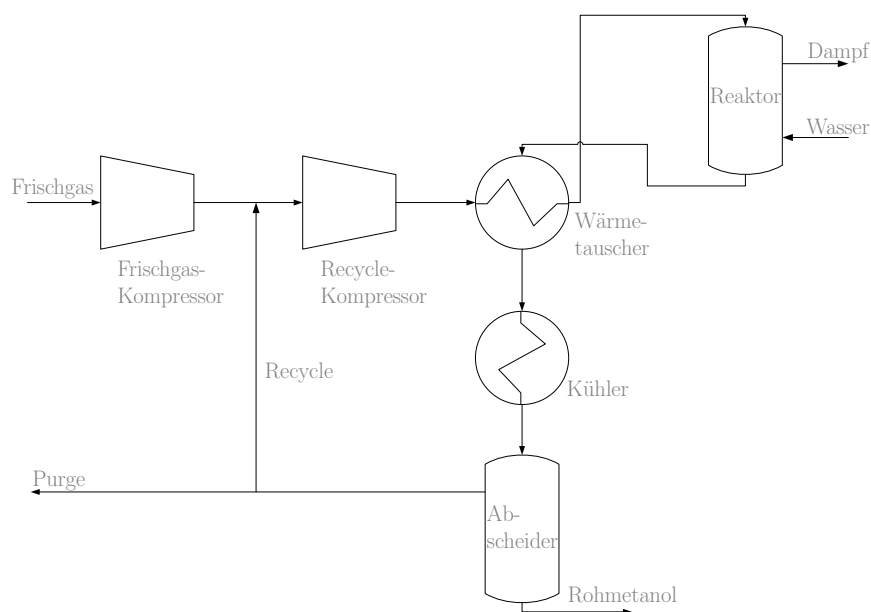 Dampf
Reaktor
Wasser
Frischgas
Wärme-
tauscher
Frischgas-
Kompressor
Recycle-
Kompressor
Recycle
Kühler
Purge
Ab-
scheider
Rohmetanol